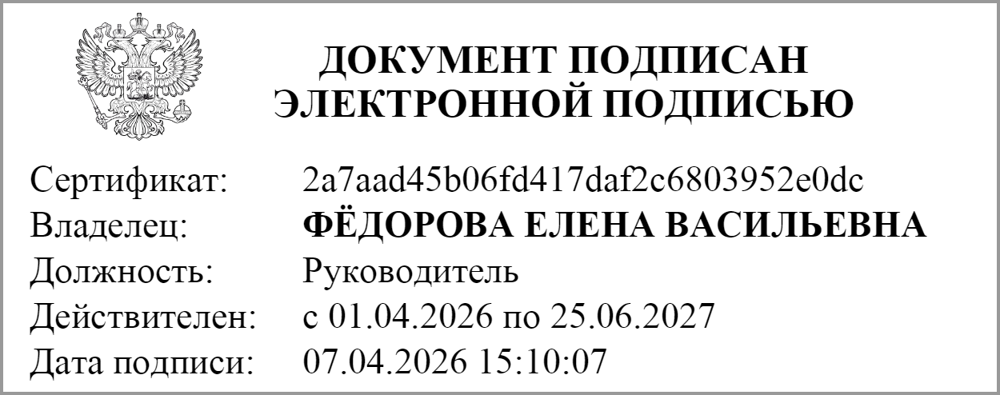 ДОКУМЕНТ ПОДПИСАН
ЭЛЕКТРОННОЙ ПОДПИСЬЮ
Сертификат: 2a7aad45b06fd417daf2c6803952e0dc
Владелец: ФЁДОРОВА ЕЛЕНА ВАСИЛЬЕВНА
Должность: Руководитель
Действителен: с 01.04.2026 по 25.06.2027
Дата подписи: 07.04.2026 15:10:07